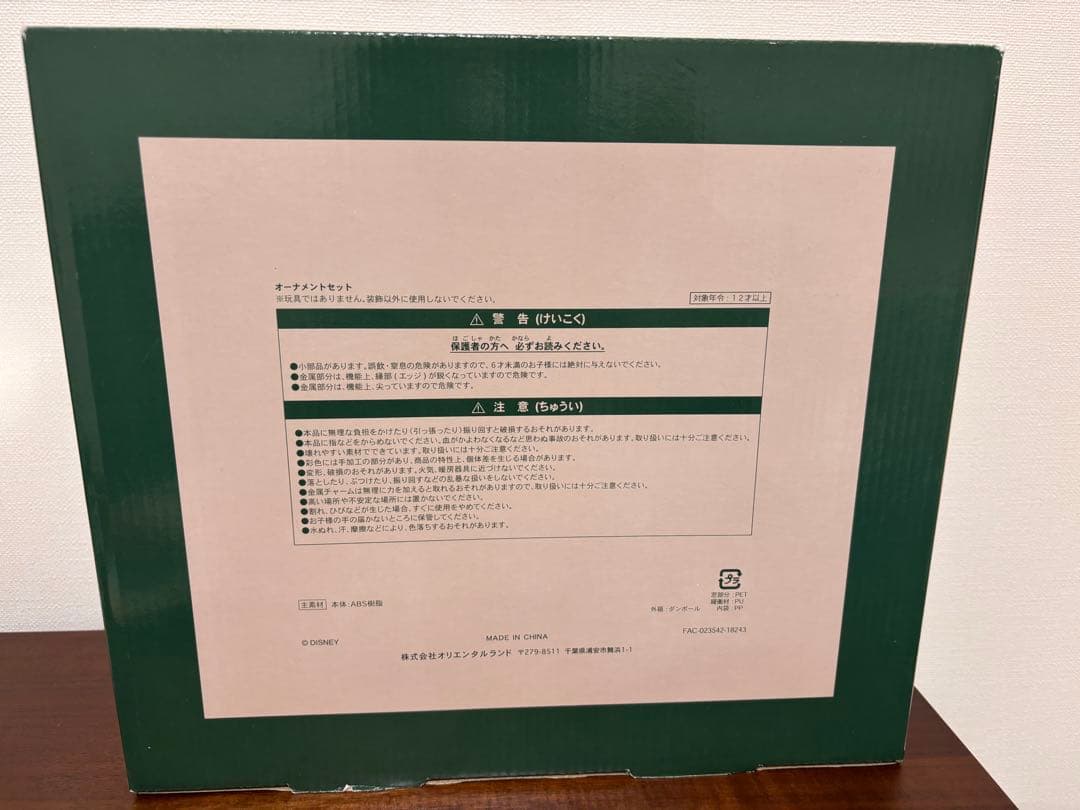 オーナメントセット
※玩具ではありません。装飾以外に使用しないでください。
対象年令：12才以上
⚠ 警 告 (けいこく)
ほごしゃ かた かなら よ
保護者の方へ 必ずお読みください。
●小部品があります。誤飲・窒息の危険がありますので、6才未満のお子様には絶対に与えないでください。
●金属部分は、機能上、縁部(エッジ)が鋭くなっていますので危険です。
●金属部分は、機能上、尖っていますので危険です。
⚠ 注 意 (ちゅうい)
●本品に無理な負担をかけたり(引っ張ったり)振り回すと破損するおそれがあります。
●本品に指などをからめないでください。血がかよわなくなるなど思わぬ事故のおそれがあります。取り扱いには十分ご注意ください。
●壊れやすい素材でできています。取り扱いには十分ご注意ください。
●彩色には手加工の部分があり、商品の特性上、個体差を生じる場合があります。
●変形、破損のおそれがあります。火気、暖房器具に近づけないでください。
●落としたり、ぶつけたり、振り回すなどの乱暴な扱いをしないでください。
●金属チャームは無理に力を加えると取れるおそれがありますので、取り扱いには十分ご注意ください。
●高い場所や不安定な場所には置かないでください。
●割れ、ひびなどが生じた場合、すぐに使用をやめてください。
●お子様の手の届かないところに保管してください。
●水ぬれ、汗、摩擦などにより、色落ちするおそれがあります。
プラ
主素材 本体：ABS樹脂
窓部分：PET
緩衝材：PU
外箱：ダンボール 内袋：PP
FAC-023542-18243
© DISNEY
MADE IN CHINA
株式会社オリエンタルランド 〒279-8511 千葉県浦安市舞浜1-1